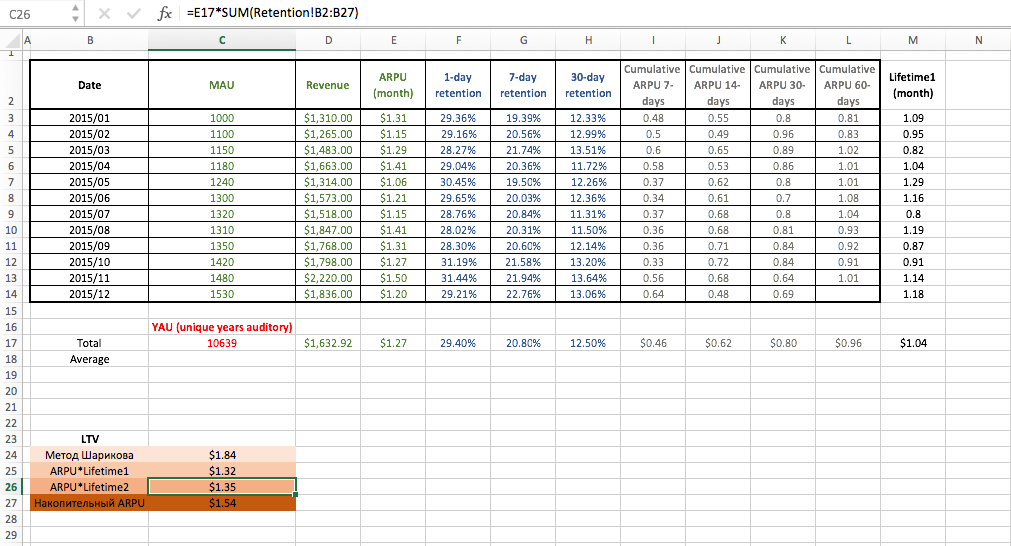 C26 fx =E17*SUM(Retention!B2:B27)
A B C D E F G H I J K L M N
1
2 Date MAU Revenue ARPU (month) 1-day retention 7-day retention 30-day retention Cumulative ARPU 7-days Cumulative ARPU 14-days Cumulative ARPU 30-days Cumulative ARPU 60-days Lifetime1 (month)
3 2015/01 1000 $1,310.00 $1.31 29.36% 19.39% 12.33% 0.48 0.55 0.8 0.81 1.09
4 2015/02 1100 $1,265.00 $1.15 29.16% 20.56% 12.99% 0.5 0.49 0.96 0.83 0.95
5 2015/03 1150 $1,483.00 $1.29 28.27% 21.74% 13.51% 0.6 0.65 0.89 1.02 0.82
6 2015/04 1180 $1,663.00 $1.41 29.04% 20.36% 11.72% 0.58 0.53 0.86 1.01 1.04
7 2015/05 1240 $1,314.00 $1.06 30.45% 19.50% 12.26% 0.37 0.62 0.8 1.01 1.29
8 2015/06 1300 $1,573.00 $1.21 29.65% 20.03% 12.36% 0.34 0.61 0.7 1.08 1.16
9 2015/07 1320 $1,518.00 $1.15 28.76% 20.84% 11.31% 0.37 0.68 0.8 1.04 0.8
10 2015/08 1310 $1,847.00 $1.41 28.02% 20.31% 11.50% 0.36 0.68 0.81 0.93 1.19
11 2015/09 1350 $1,768.00 $1.31 28.30% 20.60% 12.14% 0.36 0.71 0.84 0.92 0.87
12 2015/10 1420 $1,798.00 $1.27 31.19% 21.58% 13.20% 0.33 0.72 0.84 0.91 0.91
13 2015/11 1480 $2,220.00 $1.50 31.44% 21.94% 13.64% 0.56 0.68 0.64 1.01 1.14
14 2015/12 1530 $1,836.00 $1.20 29.21% 22.76% 13.06% 0.64 0.48 0.69 1.18
15
16 YAU (unique years auditory)
17 Total 10639 $1,632.92 $1.27 29.40% 20.80% 12.50% $0.46 $0.62 $0.80 $0.96 $1.04
18 Average
19
20
21
22
23 LTV
24 Метод Шарикова $1.84
25 ARPU*Lifetime1 $1.32
26 ARPU*Lifetime2 $1.35
27 Накопительный ARPU $1.54
28
29